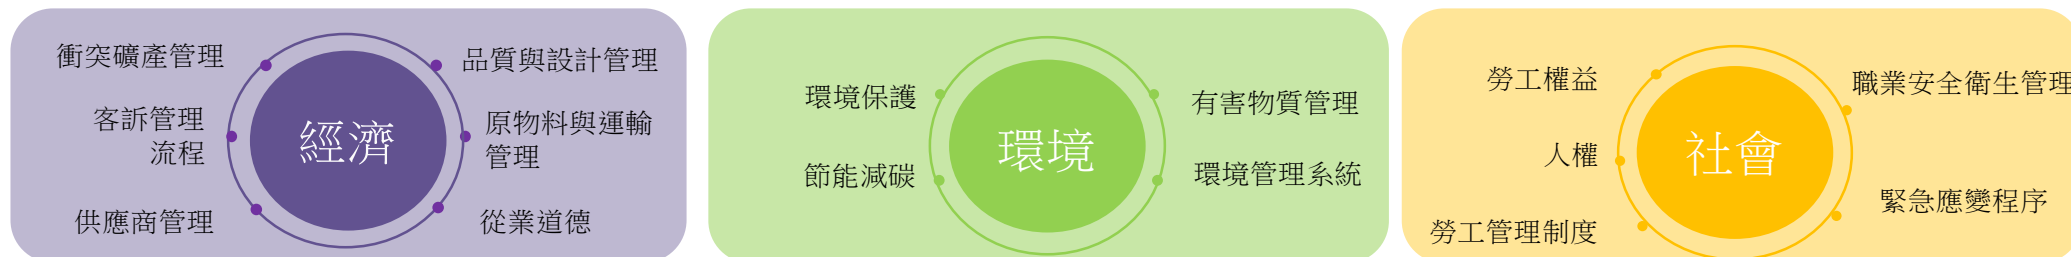 衝突礦產管理
客訴管理
流程
供應商管理
經濟
品質與設計管理
原物料與運輸
管理
從業道德
環境保護
節能減碳
環境
有害物質管理
環境管理系統
勞工權益
人權
勞工管理制度
社會
職業安全衛生管理
緊急應變程序